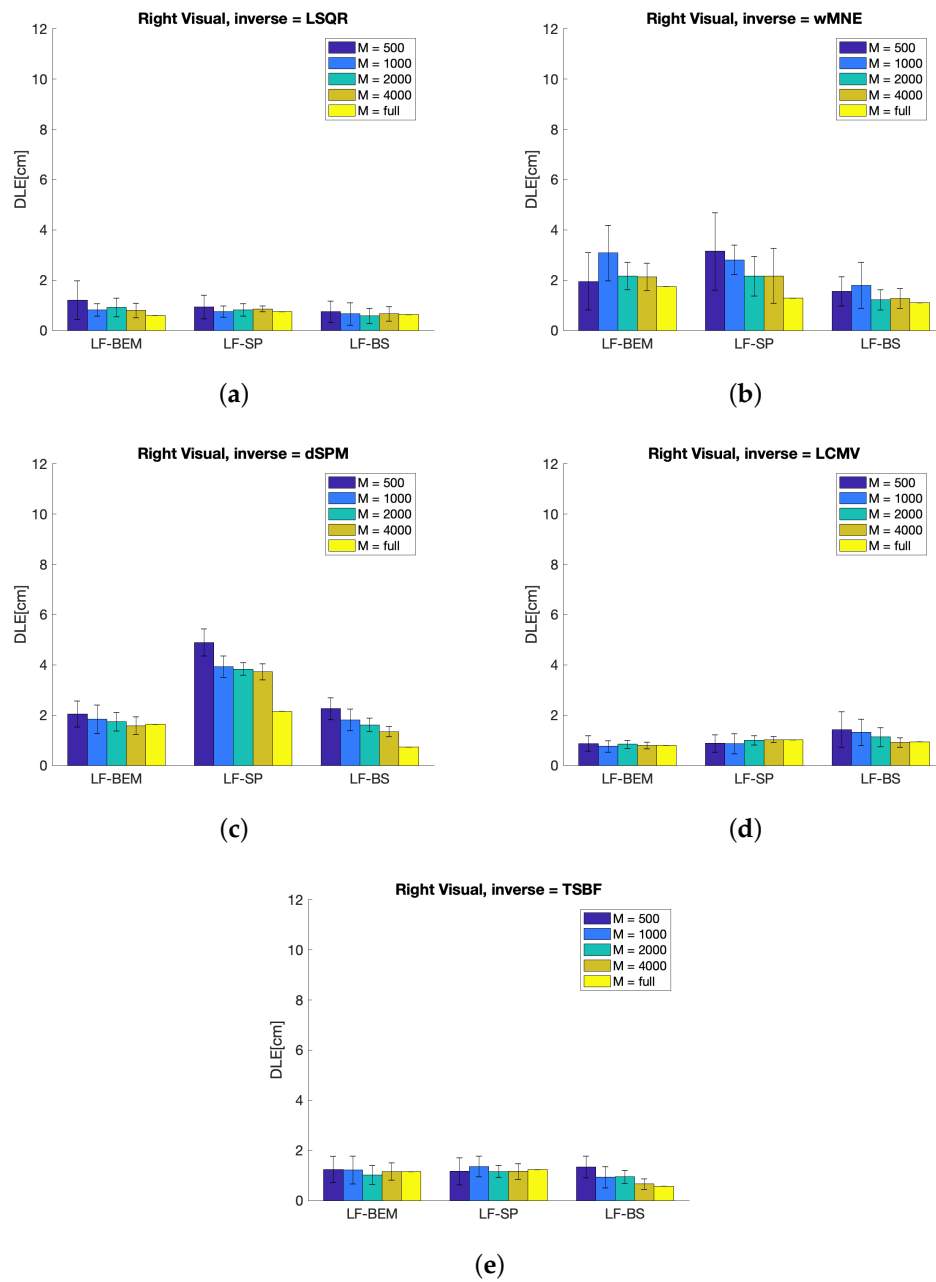 Right Visual, inverse = LSQR
12
10
8
6
4
2
0
DLE[cm]
M = 500
M = 1000
M = 2000
M = 4000
M = full
LF-BEM LF-SP LF-BS
(a)
Right Visual, inverse = wMNE
12
10
8
6
4
2
0
DLE[cm]
M = 500
M = 1000
M = 2000
M = 4000
M = full
LF-BEM LF-SP LF-BS
(b)
Right Visual, inverse = dSPM
12
10
8
6
4
2
0
DLE[cm]
M = 500
M = 1000
M = 2000
M = 4000
M = full
LF-BEM LF-SP LF-BS
(c)
Right Visual, inverse = LCMV
12
10
8
6
4
2
0
DLE[cm]
M = 500
M = 1000
M = 2000
M = 4000
M = full
LF-BEM LF-SP LF-BS
(d)
Right Visual, inverse = TSBF
12
10
8
6
4
2
0
DLE[cm]
M = 500
M = 1000
M = 2000
M = 4000
M = full
LF-BEM LF-SP LF-BS
(e)